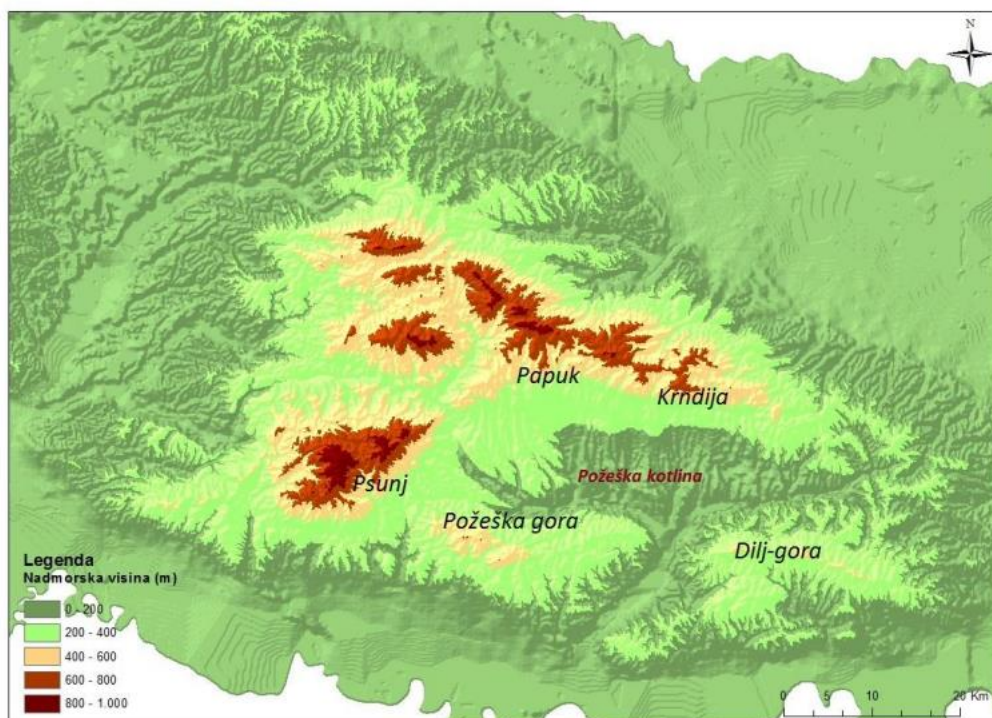 N
Papuk
Krndija
Psunj
Požeška kotlina
Požeška gora
Dilj-gora
Legenda
Nadmorska visina (m)
0 - 200
200 - 400
400 - 600
600 - 800
800 - 1.000
0 5 10 20 Km